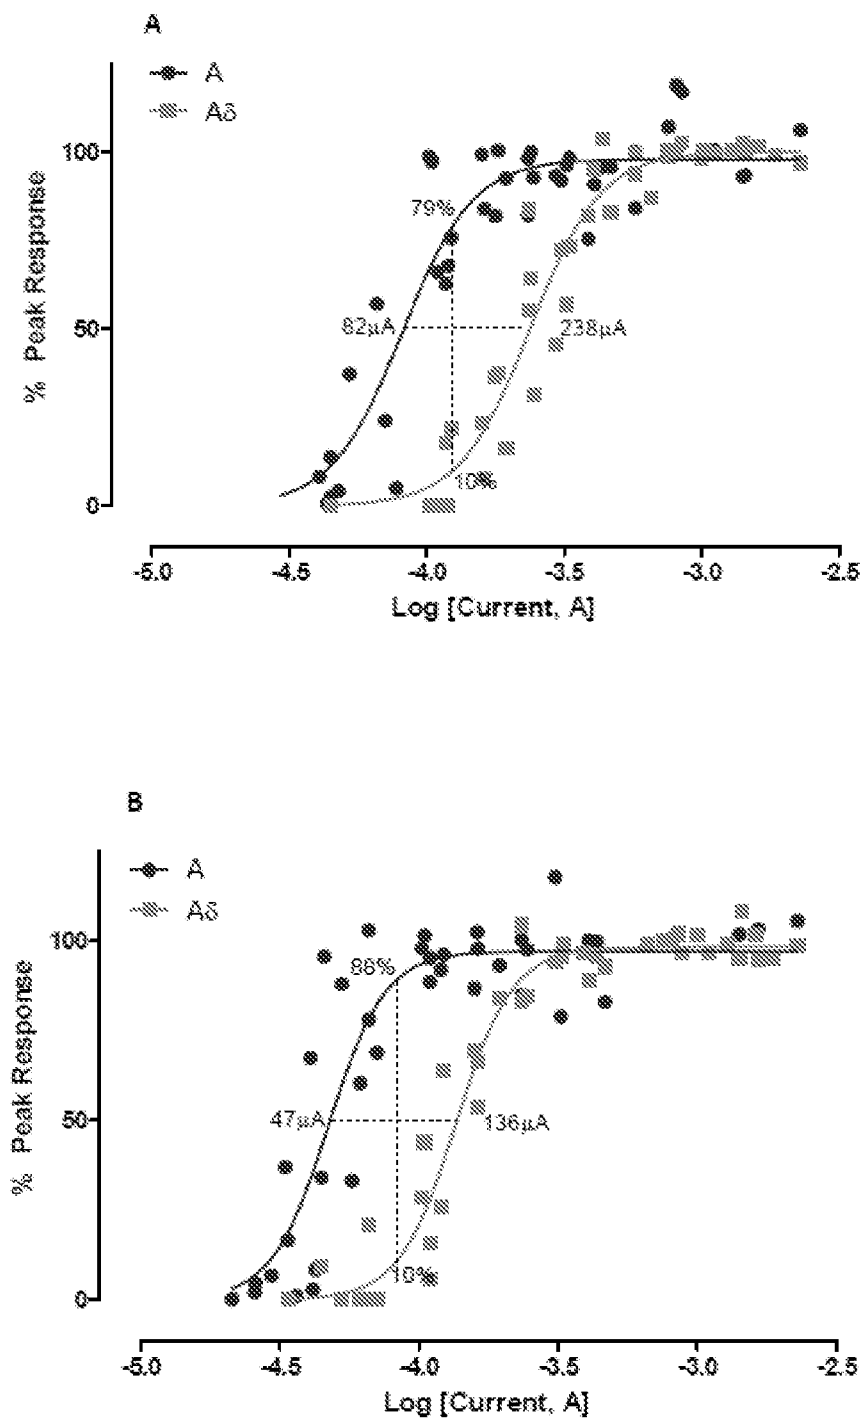 A
A
Aδ
% Peak Response
100
79%
50
82µA
238µA
10%
0
-5.0 -4.5 -4.0 -3.5 -3.0 -2.5
Log [Current, A]
B
A
Aδ
% Peak Response
100
88%
50
47µA
136µA
10%
0
-5.0 -4.5 -4.0 -3.5 -3.0 -2.5
Log [Current, A]